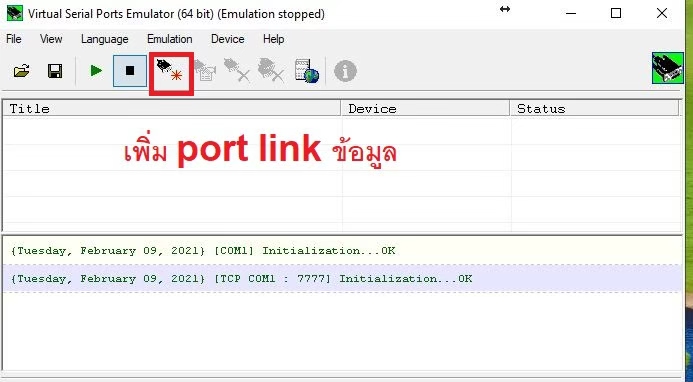 Virtual Serial Ports Emulator (64 bit) (Emulation stopped)
File View Language Emulation Device Help
Title Device Status
เพิ่ม port link ข้อมูล
{Tuesday, February 09, 2021} [COM1] Initialization...OK
{Tuesday, February 09, 2021} [TCP COM1 : 7777] Initialization...OK